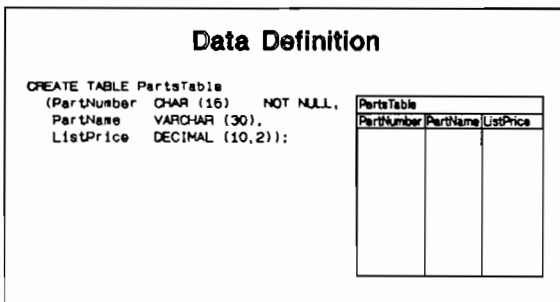 Data Definition
CREATE TABLE PartsTable
(PartNumber CHAR (16) NOT NULL,
PartName VARCHAR (30),
ListPrice DECIMAL (10,2));
PartsTable
PartNumber PartName ListPrice